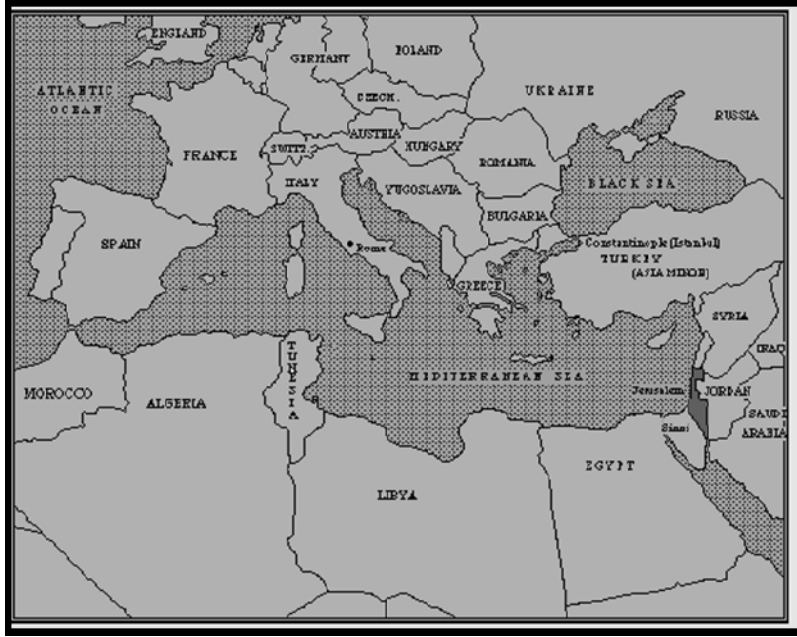 ENGLAND
ATLANTIC
OCEAN
GERMANY
POLAND
UKRAINE
CZECH.
RUSSIA
AUSTRIA
FRANCE
SWITZ.
HUNGARY
ROMANIA
ITALY
YUGOSLAVIA
BLACK SEA
BULGARIA
SPAIN
Rome
Constantinople (Istanbul)
TURKEY
(ASIA MINOR)
GREECE
SYRIA
TUNESIA
IRAQ
MEDITERRANEAN SEA
MOROCCO
ALGERIA
Jerusalem
JORDAN
SAUDI
ARABIA
Sinai
EGYPT
LIBYA